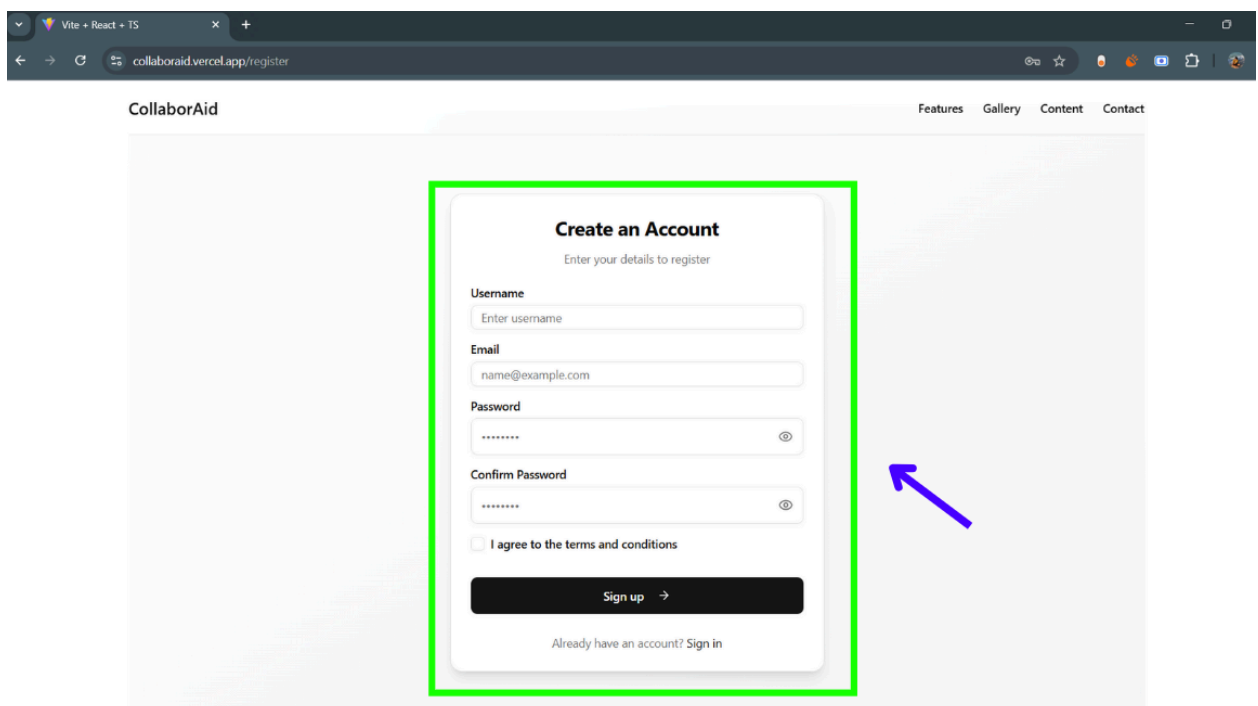 Vite + React + TS
collaboraid.vercel.app/register
CollaborAid
Features Gallery Content Contact
Create an Account
Enter your details to register
Username
Enter username
Email
name@example.com
Password
••••••••
Confirm Password
••••••••
I agree to the terms and conditions
Sign up →
Already have an account? Sign in